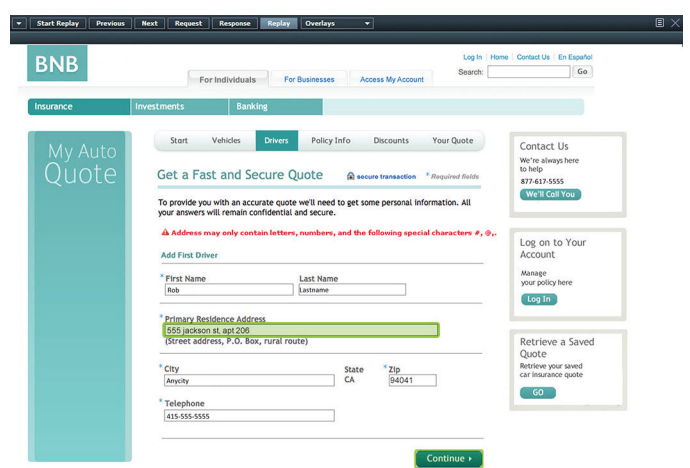 Start Replay Previous Next Request Response Replay Overlays
Log In Home Contact Us En Español
BNB
For Individuals For Businesses Access My Account Search: Go
Insurance Investments Banking
My Auto
Quote
Start Vehicles Drivers Policy Info Discounts Your Quote
Get a Fast and Secure Quote secure transaction * Required fields
To provide you with an accurate quote we'll need to get some personal information. All
your answers will remain confidential and secure.
Address may only contain letters, numbers, and the following special characters #, @,.
Add First Driver
* First Name Last Name
Rob Lastname
* Primary Residence Address
555 jackson st, apt 206
(Street address, P.O. Box, rural route)
* City State * Zip
Anycity CA 94041
* Telephone
415-555-5555
Continue
Contact Us
We're always here
to help
877-617-5555
We'll Call You
Log on to Your
Account
Manage
your policy here
Log In
Retrieve a Saved
Quote
Retrieve your saved
car insurance quote
GO